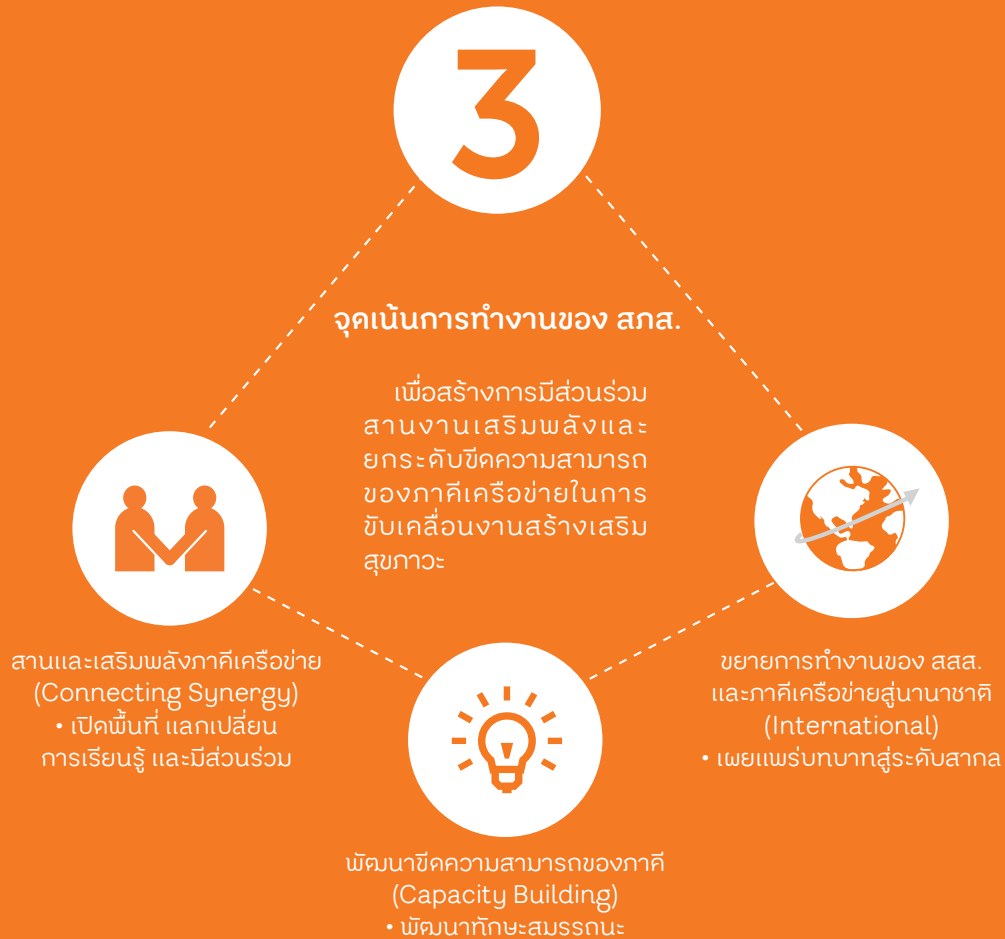 3
จุดเน้นการทำงานของ สภส.
เพื่อสร้างการมีส่วนร่วม
สานงานเสริมพลังและ
ยกระดับขีดความสามารถ
ของภาคีเครือข่ายในการ
ขับเคลื่อนงานสร้างเสริม
สุขภาวะ
สานและเสริมพลังภาคีเครือข่าย
(Connecting Synergy)
• เปิดพื้นที่ แลกเปลี่ยน
การเรียนรู้ และมีส่วนร่วม
พัฒนาขีดความสามารถของภาคี
(Capacity Building)
• พัฒนาทักษะสมรรถนะ
ขยายการทำงานของ สสส.
และภาคีเครือข่ายสู่นานาชาติ
(International)
• เผยแพร่บทบาทสู่ระดับสากล